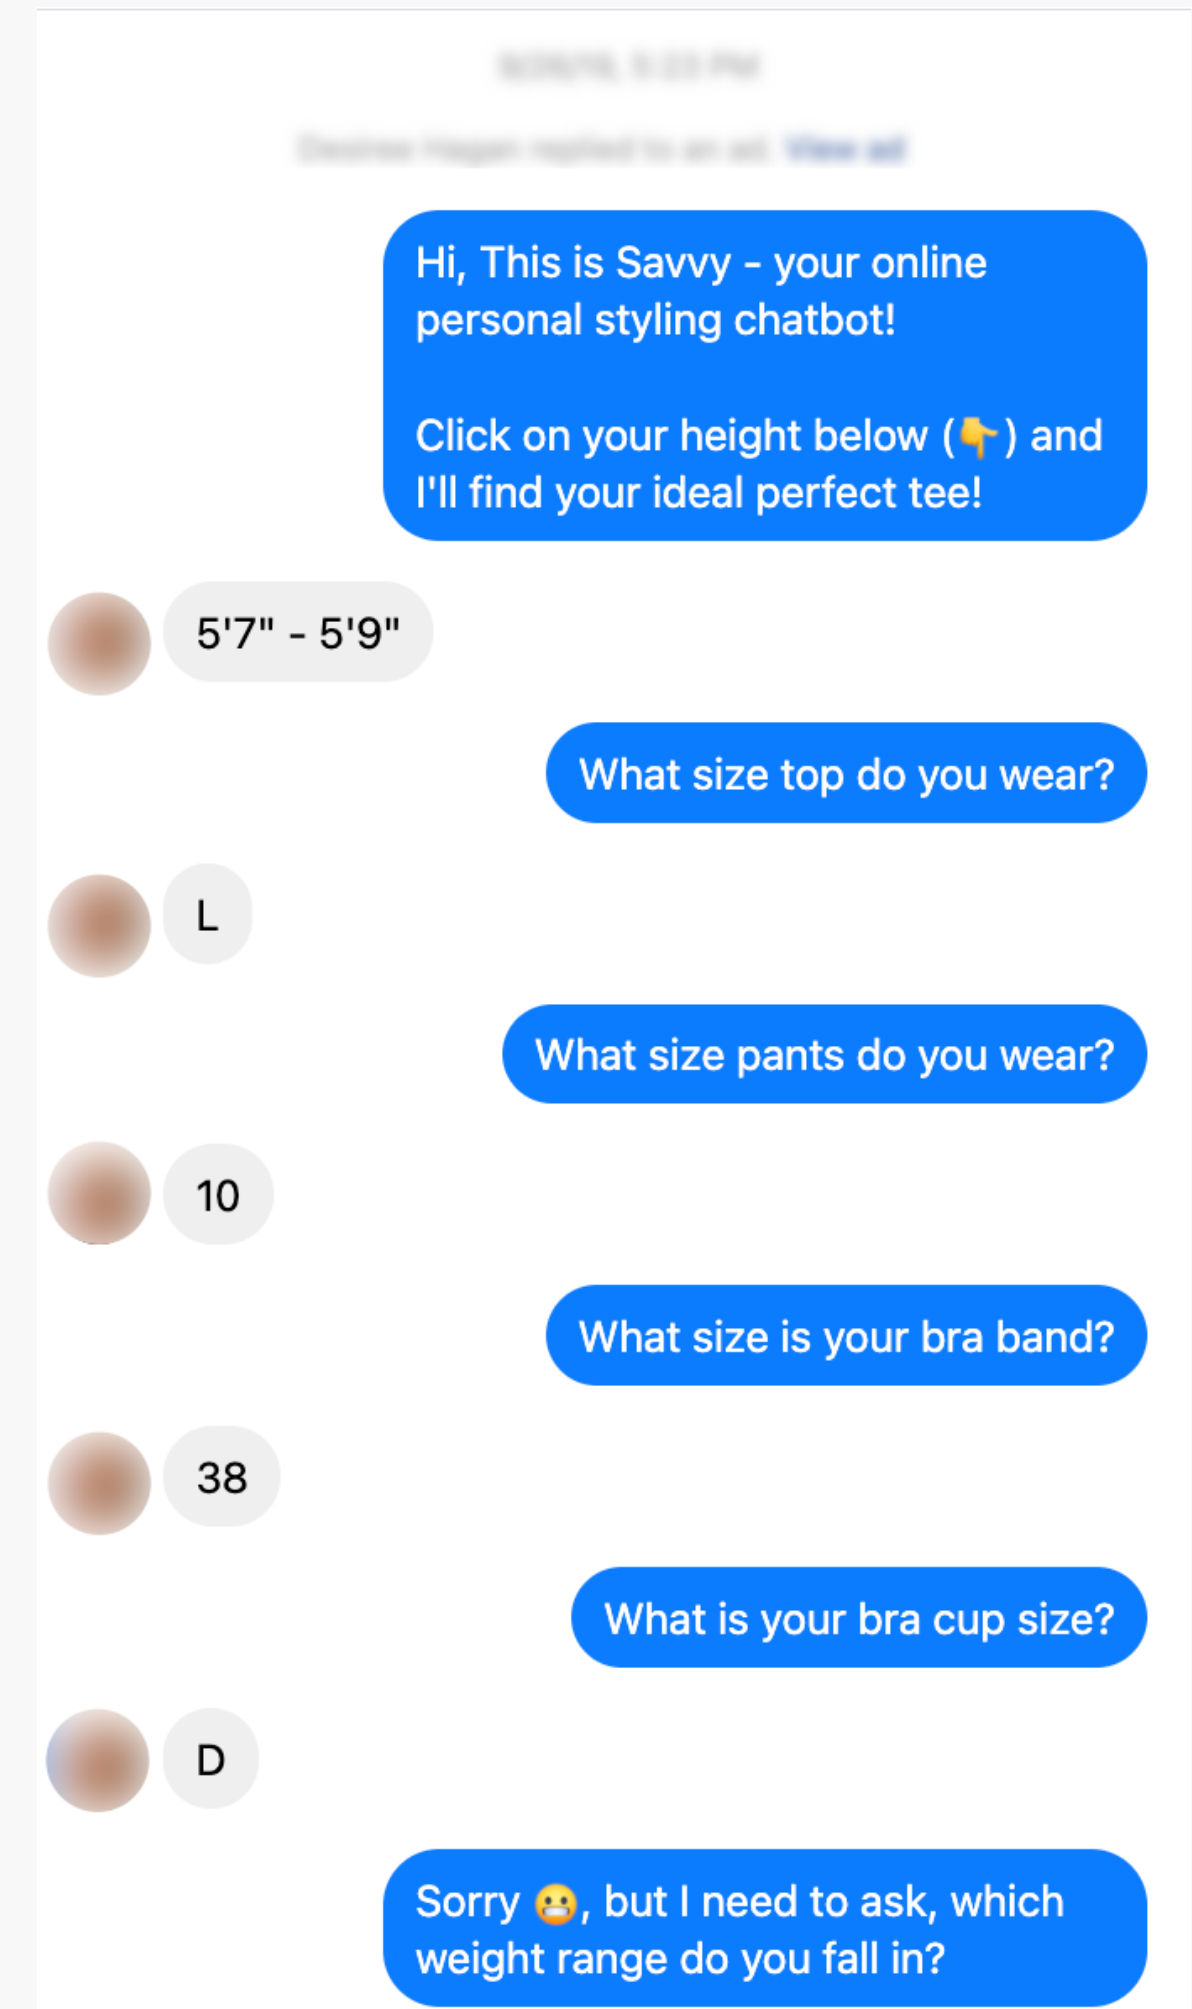 Hi, This is Savvy - your online
personal styling chatbot!
Click on your height below (👇) and
I'll find your ideal perfect tee!
5'7" - 5'9"
What size top do you wear?
L
What size pants do you wear?
10
What size is your bra band?
38
What is your bra cup size?
D
Sorry 😬, but I need to ask, which
weight range do you fall in?